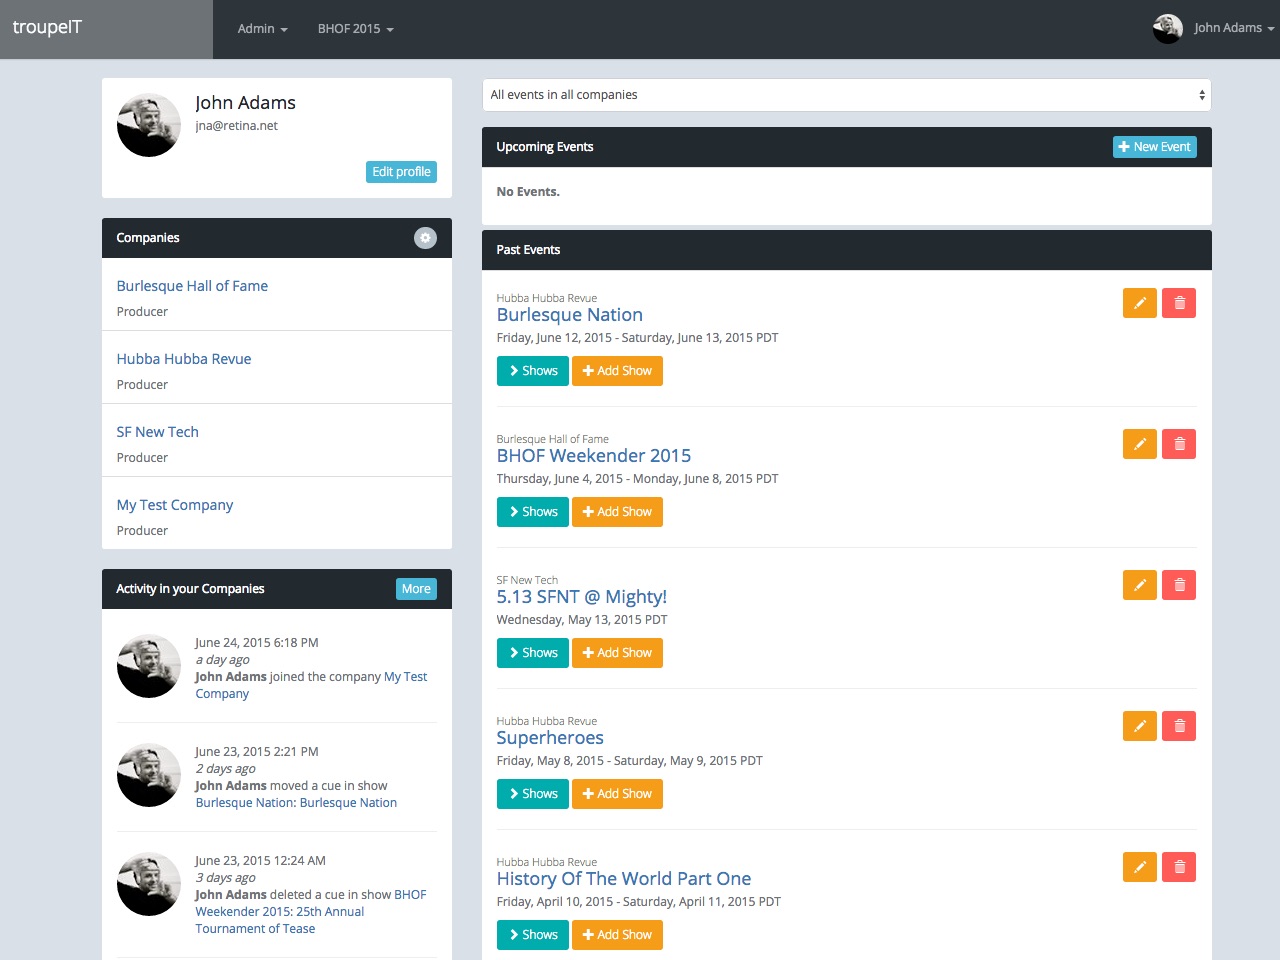 troupeIT
Admin
BHOF 2015
John Adams
John Adams
jna@retina.net
Edit profile
Companies
Burlesque Hall of Fame
Producer
Hubba Hubba Revue
Producer
SF New Tech
Producer
My Test Company
Producer
Activity in your Companies
More
June 24, 2015 6:18 PM
a day ago
John Adams joined the company My Test
Company
June 23, 2015 2:21 PM
2 days ago
John Adams moved a cue in show
Burlesque Nation: Burlesque Nation
June 23, 2015 12:24 AM
3 days ago
John Adams deleted a cue in show BHOF
Weekender 2015: 25th Annual
Tournament of Tease
All events in all companies
Upcoming Events
New Event
No Events.
Past Events
Hubba Hubba Revue
Burlesque Nation
Friday, June 12, 2015 - Saturday, June 13, 2015 PDT
Shows
Add Show
Burlesque Hall of Fame
BHOF Weekender 2015
Thursday, June 4, 2015 - Monday, June 8, 2015 PDT
Shows
Add Show
SF New Tech
5.13 SFNT @ Mighty!
Wednesday, May 13, 2015 PDT
Shows
Add Show
Hubba Hubba Revue
Superheroes
Friday, May 8, 2015 - Saturday, May 9, 2015 PDT
Shows
Add Show
Hubba Hubba Revue
History Of The World Part One
Friday, April 10, 2015 - Saturday, April 11, 2015 PDT
Shows
Add Show